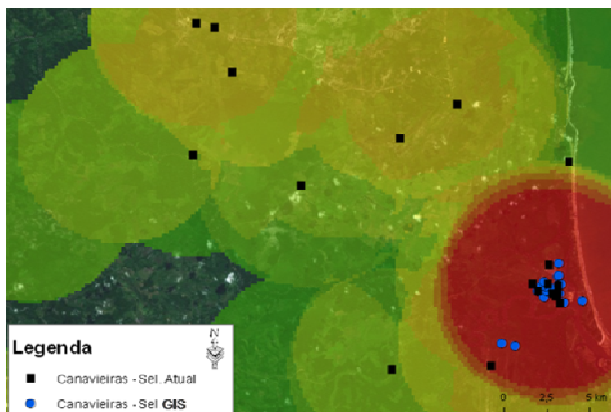 Legenda
N
Canavieiras - Sel. Atual
Canavieiras - Sel GIS
0 2,5 5 km